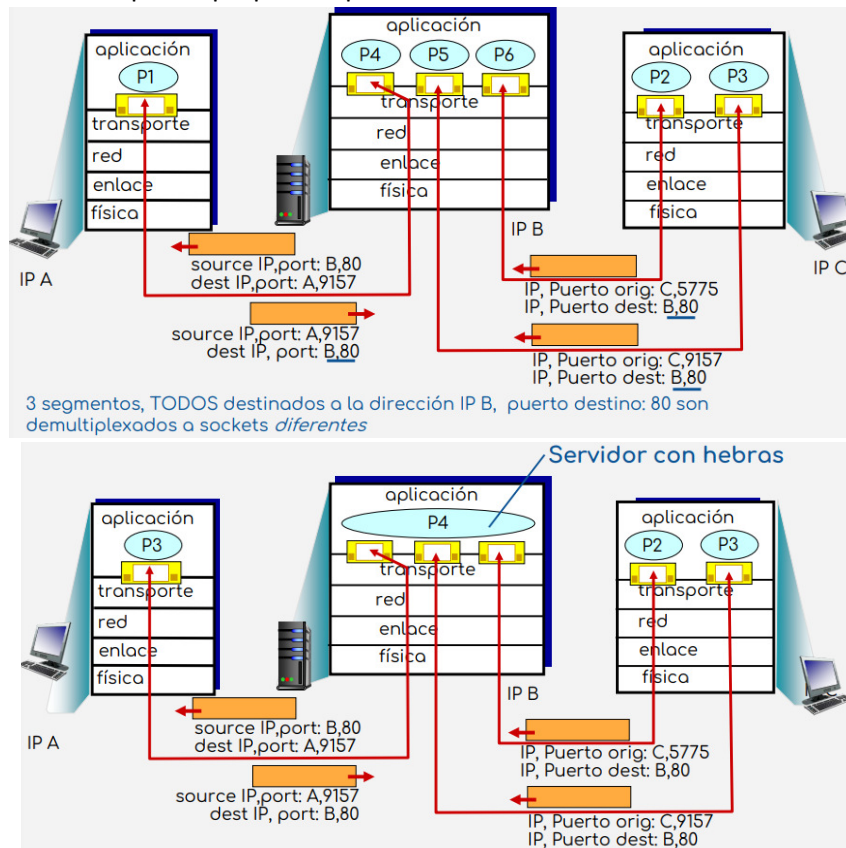 aplicación
P1
transporte
red
enlace
física
IP A
aplicación
P4 P5 P6
transporte
red
enlace
física
IP B
aplicación
P2 P3
transporte
red
enlace
física
IP C
source IP,port: B,80
dest IP,port: A,9157
source IP,port: A,9157
dest IP, port: B,80
IP, Puerto orig: C,5775
IP, Puerto dest: B,80
IP, Puerto orig: C,9157
IP, Puerto dest: B,80
3 segmentos, TODOS destinados a la dirección IP B, puerto destino: 80 son
demultiplexados a sockets diferentes
Servidor con hebras
aplicación
P3
transporte
red
enlace
física
IP A
aplicación
P4
transporte
red
enlace
física
IP B
aplicación
P2 P3
transporte
red
enlace
física
source IP,port: B,80
dest IP,port: A,9157
source IP,port: A,9157
dest IP, port: B,80
IP, Puerto orig: C,5775
IP, Puerto dest: B,80
IP, Puerto orig: C,9157
IP, Puerto dest: B,80